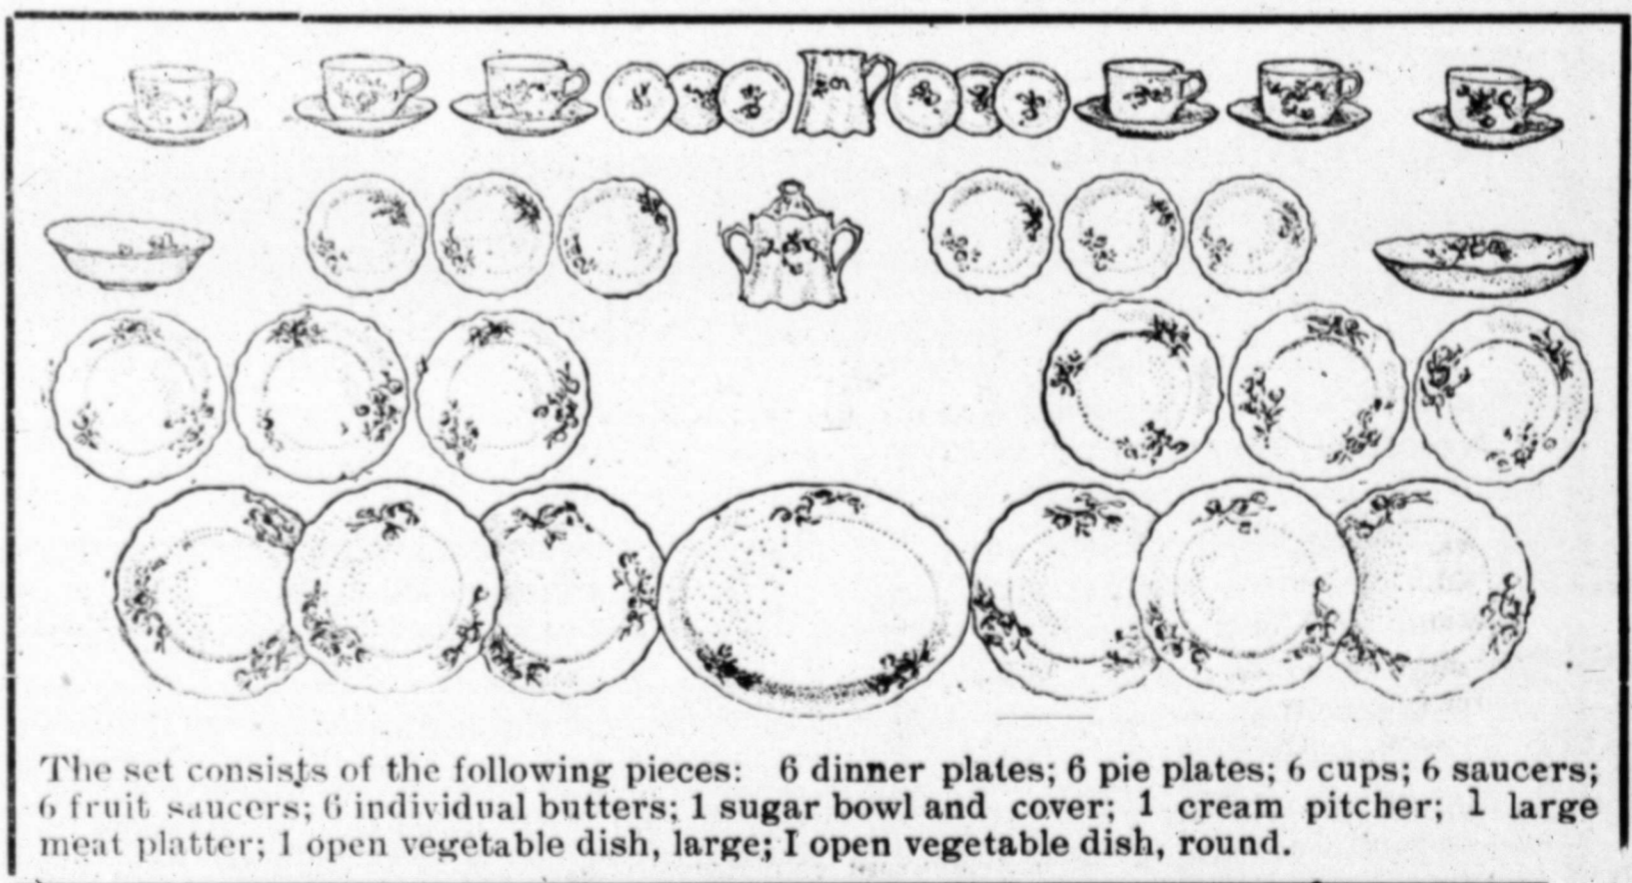 The set consists of the following pieces: 6 dinner plates; 6 pie plates; 6 cups; 6 saucers;
6 fruit saucers; 6 individual butters; 1 sugar bowl and cover; 1 cream pitcher; 1 large
meat platter; 1 open vegetable dish, large; I open vegetable dish, round.